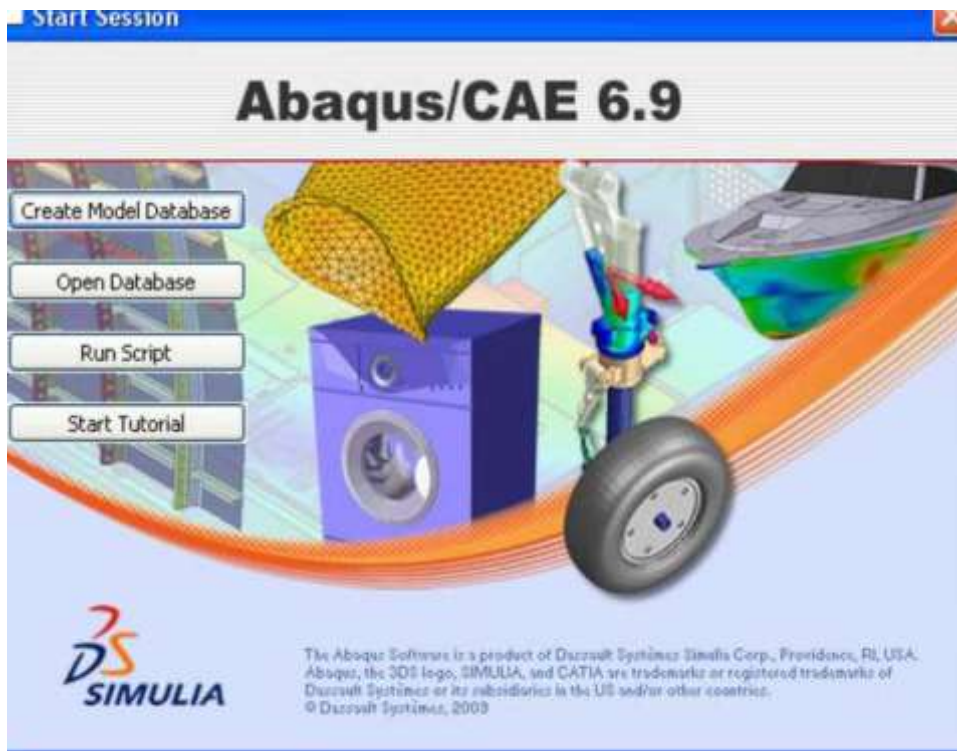 Start Session
Abaqus/CAE 6.9
Create Model Database
Open Database
Run Script
Start Tutorial
The Abaqus Software is a product of Dassault Systèmes Simulia Corp., Providence, RI, USA.
Abaqus, the 3DS logo, SIMULIA, and CATIA are trademarks or registered trademarks of
Dassault Systèmes or its subsidiaries in the US and/or other countries.
© Dassault Systèmes, 2009
SIMULIA